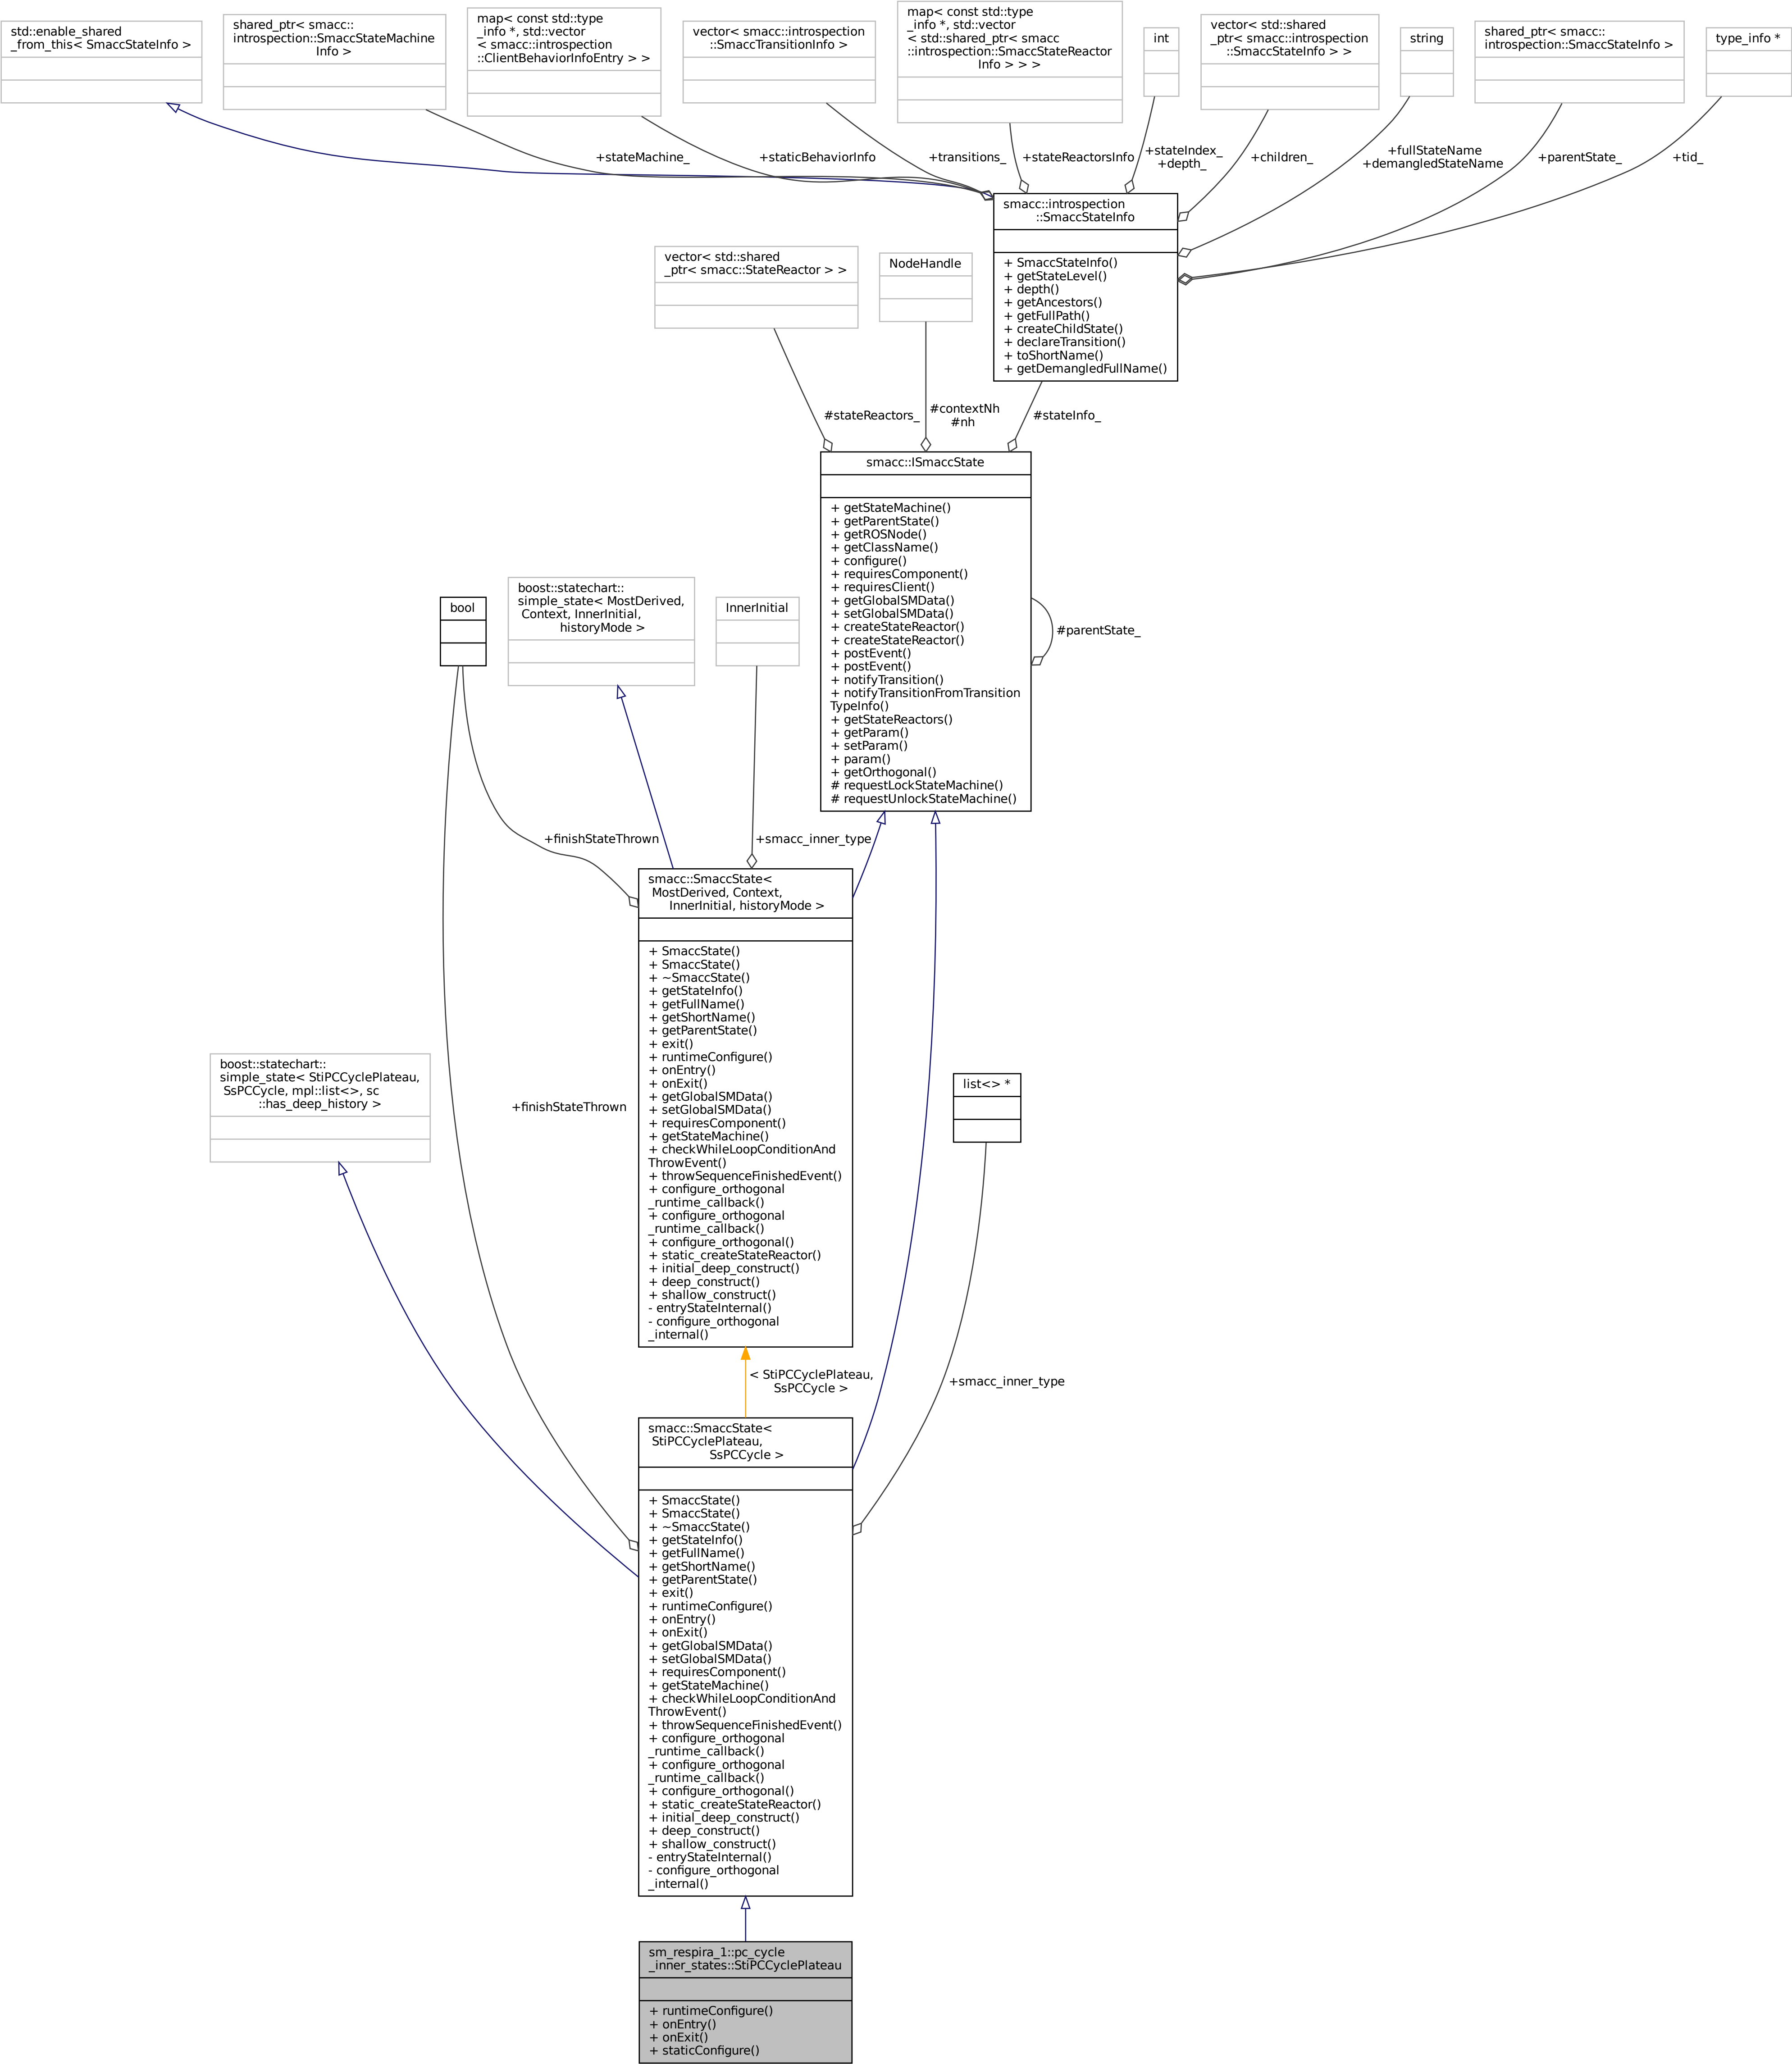 std::enable_shared
_from_this< SmaccStateInfo >
shared_ptr< smacc::
introspection::SmaccStateMachine
Info >
map< const std::type
_info *, std::vector
< smacc::introspection
::ClientBehaviorInfoEntry > >
vector< smacc::introspection
::SmaccTransitionInfo >
map< const std::type
_info *, std::vector
< std::shared_ptr< smacc
::introspection::SmaccStateReactor
Info > > >
int
vector< std::shared
_ptr< smacc::introspection
::SmaccStateInfo > >
string
shared_ptr< smacc::
introspection::SmaccStateInfo >
type_info *
+stateMachine_
+staticBehaviorInfo
+transitions_
+stateReactorsInfo
+stateIndex_
+depth_
+children_
+fullStateName
+demangledStateName
+parentState_
+tid_
smacc::introspection
::SmaccStateInfo
+ SmaccStateInfo()
+ getStateLevel()
+ depth()
+ getAncestors()
+ getFullPath()
+ createChildState()
+ declareTransition()
+ toShortName()
+ getDemangledFullName()
vector< std::shared
_ptr< smacc::StateReactor > >
NodeHandle
#stateReactors_
#contextNh
#nh
#stateInfo_
smacc::ISmaccState
+ getStateMachine()
+ getParentState()
+ getROSNode()
+ getClassName()
+ configure()
+ requiresComponent()
+ requiresClient()
+ getGlobalSMData()
+ setGlobalSMData()
+ createStateReactor()
+ createStateReactor()
+ postEvent()
+ postEvent()
+ notifyTransition()
+ notifyTransitionFromTransition
TypeInfo()
+ getStateReactors()
+ getParam()
+ setParam()
+ param()
+ getOrthogonal()
# requestLockStateMachine()
# requestUnlockStateMachine()
#parentState_
bool
boost::statechart::
simple_state< MostDerived,
Context, InnerInitial,
historyMode >
InnerInitial
+finishStateThrown
+smacc_inner_type
smacc::SmaccState<
MostDerived, Context,
InnerInitial, historyMode >
+ SmaccState()
+ SmaccState()
+ ~SmaccState()
+ getStateInfo()
+ getFullName()
+ getShortName()
+ getParentState()
+ exit()
+ runtimeConfigure()
+ onEntry()
+ onExit()
+ getGlobalSMData()
+ setGlobalSMData()
+ requiresComponent()
+ getStateMachine()
+ checkWhileLoopConditionAnd
ThrowEvent()
+ throwSequenceFinishedEvent()
+ configure_orthogonal
_runtime_callback()
+ configure_orthogonal
_runtime_callback()
+ configure_orthogonal()
+ static_createStateReactor()
+ initial_deep_construct()
+ deep_construct()
+ shallow_construct()
- entryStateInternal()
- configure_orthogonal
_internal()
boost::statechart::
simple_state< StiPCCyclePlateau,
SsPCCycle, mpl::list<>, sc
::has_deep_history >
+finishStateThrown
list<> *
< StiPCCyclePlateau,
SsPCCycle >
+smacc_inner_type
smacc::SmaccState<
StiPCCyclePlateau,
SsPCCycle >
+ SmaccState()
+ SmaccState()
+ ~SmaccState()
+ getStateInfo()
+ getFullName()
+ getShortName()
+ getParentState()
+ exit()
+ runtimeConfigure()
+ onEntry()
+ onExit()
+ getGlobalSMData()
+ setGlobalSMData()
+ requiresComponent()
+ getStateMachine()
+ checkWhileLoopConditionAnd
ThrowEvent()
+ throwSequenceFinishedEvent()
+ configure_orthogonal
_runtime_callback()
+ configure_orthogonal
_runtime_callback()
+ configure_orthogonal()
+ static_createStateReactor()
+ initial_deep_construct()
+ deep_construct()
+ shallow_construct()
- entryStateInternal()
- configure_orthogonal
_internal()
sm_respira_1::pc_cycle
_inner_states::StiPCCyclePlateau
+ runtimeConfigure()
+ onEntry()
+ onExit()
+ staticConfigure()